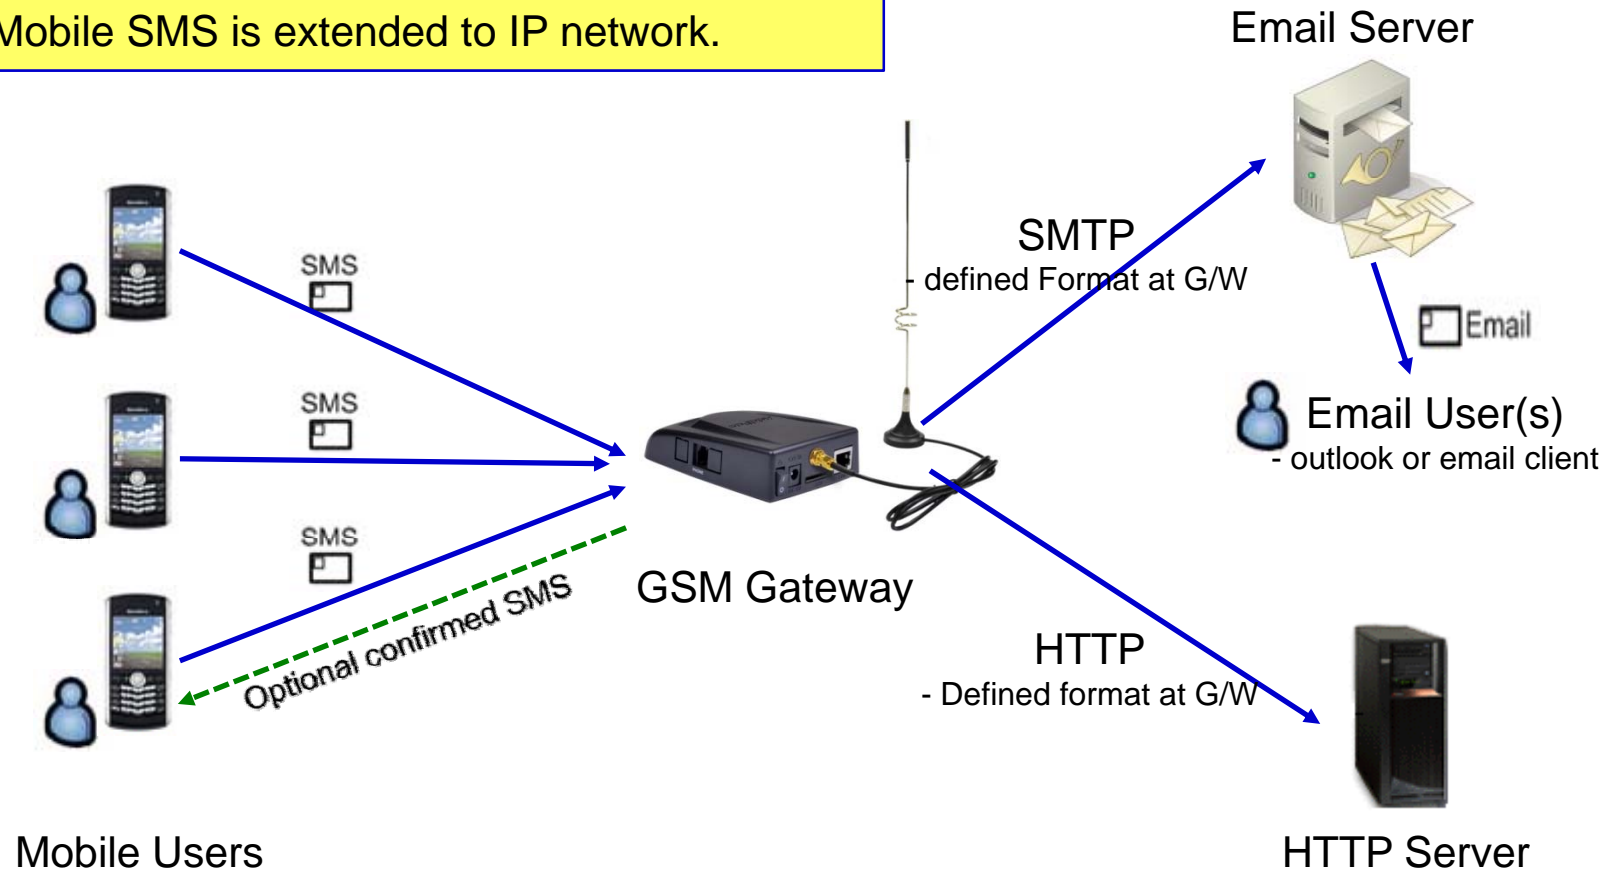 Mobile SMS is extended to IP network.
Email Server
SMS
SMTP
- defined Format at G/W
Email
SMS
Email User(s)
- outlook or email client
SMS
Optional confirmed SMS
GSM Gateway
HTTP
- Defined format at G/W
Mobile Users
HTTP Server